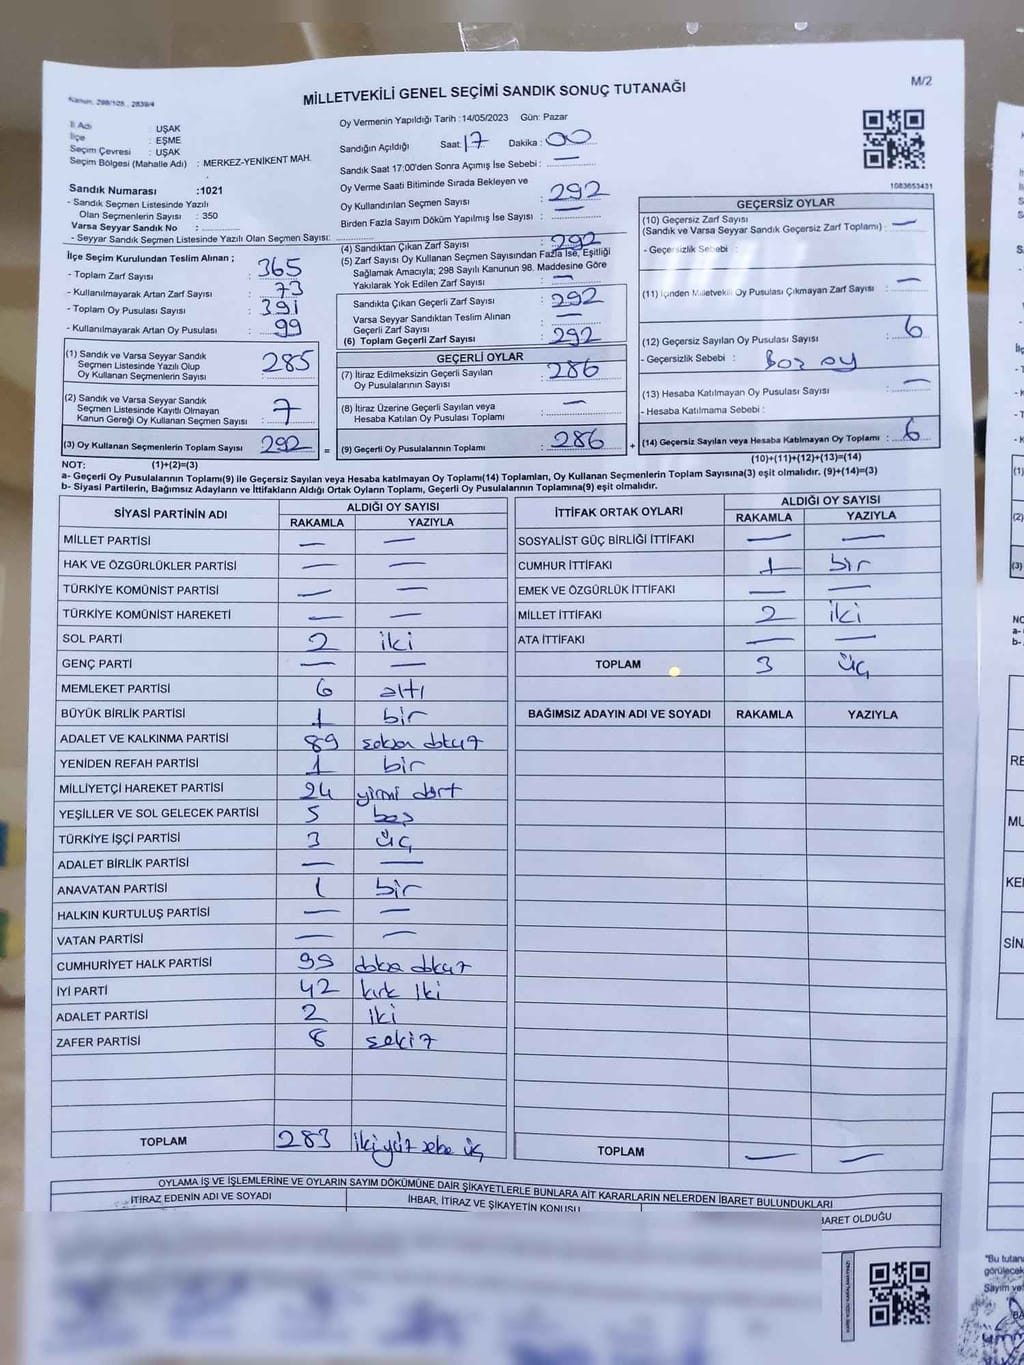 Kanun, 298/105, 2839/4
M/2
MİLLETVEKİLİ GENEL SEÇİMİ SANDIK SONUÇ TUTANAĞI
İl Adı : UŞAK
İlçe : EŞME
Seçim Çevresi : UŞAK
Seçim Bölgesi (Mahalle Adı) : MERKEZ-YENİKENT MAH.
Sandık Numarası :1021
- Sandık Seçmen Listesinde Yazılı
Olan Seçmenlerin Sayısı : 350
Varsa Seyyar Sandık No :
- Seyyar Sandık Seçmen Listesinde Yazılı Olan Seçmen Sayısı:
Oy Vermenin Yapıldığı Tarih :14/05/2023 Gün: Pazar
Sandığın Açıldığı Saat: 17 Dakika : 00
Sandık Saat 17:00'den Sonra Açımış İse Sebebi : —
Oy Verme Saati Bitiminde Sırada Bekleyen ve
Oy Kullandırılan Seçmen Sayısı : 292
Birden Fazla Sayım Döküm Yapılmış İse Sayısı : —
1083653431
İlçe Seçim Kurulundan Teslim Alınan ;
- Toplam Zarf Sayısı : 365
- Kullanılmayarak Artan Zarf Sayısı : 73
- Toplam Oy Pusulası Sayısı : 391
- Kullanılmayarak Artan Oy Pusulası : 99
(4) Sandıktan Çıkan Zarf Sayısı : 292
(5) Zarf Sayısı Oy Kullanan Seçmen Sayısından Fazla İse, Eşitliği
Sağlamak Amacıyla; 298 Sayılı Kanunun 98. Maddesine Göre
Yakılarak Yok Edilen Zarf Sayısı : —
Sandıkta Çıkan Geçerli Zarf Sayısı : 292
Varsa Seyyar Sandıktan Teslim Alınan
Geçerli Zarf Sayısı : —
(6) Toplam Geçerli Zarf Sayısı : 292
(1) Sandık ve Varsa Seyyar Sandık
Seçmen Listesinde Yazılı Olup
Oy Kullanan Seçmenlerin Sayısı : 285
(2) Sandık ve Varsa Seyyar Sandık
Seçmen Listesinde Kayıtlı Olmayan
Kanun Gereği Oy Kullanan Seçmen Sayısı : 7
(3) Oy Kullanan Seçmenlerin Toplam Sayısı : 292
=
GEÇERLİ OYLAR
(7) İtiraz Edilmeksizin Geçerli Sayılan
Oy Pusulalarının Sayısı : 286
(8) İtiraz Üzerine Geçerli Sayılan veya
Hesaba Katılan Oy Pusulası Toplamı : —
(9) Geçerli Oy Pusulalarının Toplamı : 286
+
GEÇERSİZ OYLAR
(10) Geçersiz Zarf Sayısı
(Sandık ve Varsa Seyyar Sandık Geçersiz Zarf Toplamı) : —
- Geçersizlik Sebebi :
(11) İçinden Milletvekili Oy Pusulası Çıkmayan Zarf Sayısı : —
(12) Geçersiz Sayılan Oy Pusulası Sayısı : 6
- Geçersizlik Sebebi : Boz oy
(13) Hesaba Katılmayan Oy Pusulası Sayısı : —
- Hesaba Katılmama Sebebi :
(14) Geçersiz Sayılan veya Hesaba Katılmayan Oy Toplamı : 6
NOT: (1)+(2)=(3)
(10)+(11)+(12)+(13)=(14)
a- Geçerli Oy Pusulalarının Toplamı(9) ile Geçersiz Sayılan veya Hesaba Katılmayan Oy Toplamı(14) Toplamları, Oy Kullanan Seçmenlerin Toplam Sayısına(3) eşit olmalıdır. (9)+(14)=(3)
b- Siyasi Partilerin, Bağımsız Adayların ve İttifakların Aldığı Ortak Oyların Toplamı, Geçerli Oy Pusulalarının Toplamına(9) eşit olmalıdır.
SİYASİ PARTİNİN ADI ALDIĞI OY SAYISI
RAKAMLA YAZIYLA
MİLLET PARTİSİ — —
HAK VE ÖZGÜRLÜKLER PARTİSİ — —
TÜRKİYE KOMÜNİST PARTİSİ — —
TÜRKİYE KOMÜNİST HAREKETİ — —
SOL PARTİ 2 iki
GENÇ PARTİ — —
MEMLEKET PARTİSİ 6 altı
BÜYÜK BİRLİK PARTİSİ 1 bir
ADALET VE KALKINMA PARTİSİ 89 seksen dokuz
YENİDEN REFAH PARTİSİ 1 bir
MİLLİYETÇİ HAREKET PARTİSİ 24 yirmi dört
YEŞİLLER VE SOL GELECEK PARTİSİ 5 beş
TÜRKİYE İŞÇİ PARTİSİ 3 üç
ADALET BİRLİK PARTİSİ — —
ANAVATAN PARTİSİ 1 bir
HALKIN KURTULUŞ PARTİSİ — —
VATAN PARTİSİ — —
CUMHURİYET HALK PARTİSİ 99 doksan dokuz
İYİ PARTİ 42 kırk iki
ADALET PARTİSİ 2 iki
ZAFER PARTİSİ 8 sekiz
TOPLAM 283 ikiyüz seksen üç
İTTİFAK ORTAK OYLARI ALDIĞI OY SAYISI
RAKAMLA YAZIYLA
SOSYALİST GÜÇ BİRLİĞİ İTTİFAKI — —
CUMHUR İTTİFAKI 1 bir
EMEK VE ÖZGÜRLÜK İTTİFAKI — —
MİLLET İTTİFAKI 2 iki
ATA İTTİFAKI — —
TOPLAM 3 üç
BAĞIMSIZ ADAYIN ADI VE SOYADI RAKAMLA YAZIYLA
TOPLAM — —
OYLAMA İŞ VE İŞLEMLERİNE VE OYLARIN SAYIM DÖKÜMÜNE DAİR ŞİKAYETLERLE BUNLARA AİT KARARLARIN NELERDEN İBARET BULUNDUKLARI
İTİRAZ EDENİN ADI VE SOYADI İHBAR, İTİRAZ VE ŞİKAYETİN KONUSU BARET OLDUĞU